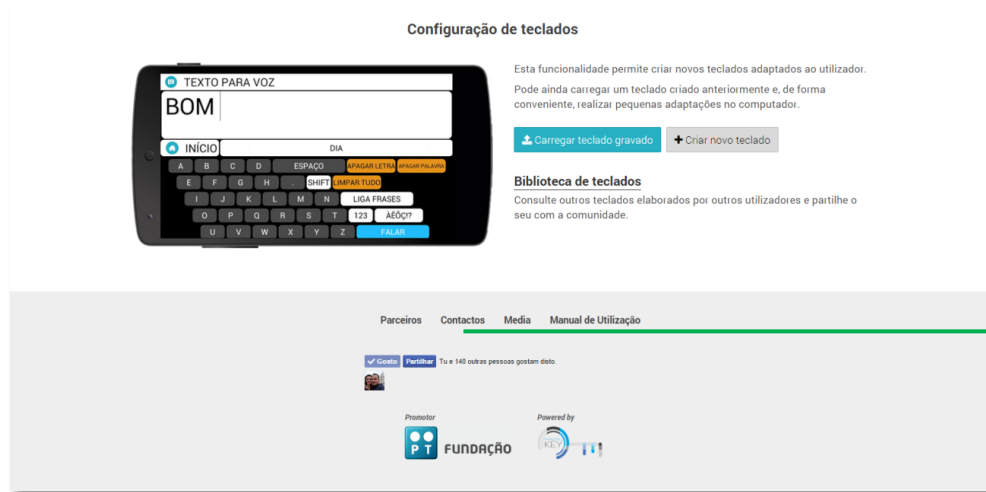 Configuração de teclados
TEXTO PARA VOZ
BOM
INÍCIO DIA
A B C D ESPAÇO APAGAR LETRA APAGAR PALAVRA
E F G H . SHIFT LIMPAR TUDO
I J K L M N LIGA FRASES
O P Q R S T 123 ÀÉÕÇ!?
U V W X Y Z FALAR
Esta funcionalidade permite criar novos teclados adaptados ao utilizador.
Pode ainda carregar um teclado criado anteriormente e, de forma
conveniente, realizar pequenas adaptações no computador.
Carregar teclado gravado + Criar novo teclado
Biblioteca de teclados
Consulte outros teclados elaborados por outros utilizadores e partilhe o
seu com a comunidade.
Parceiros Contactos Media Manual de Utilização
Gosto Partilhar Tu e 140 outras pessoas gostam disto.
Promotor Powered by
PT FUNDAÇÃO
KEY